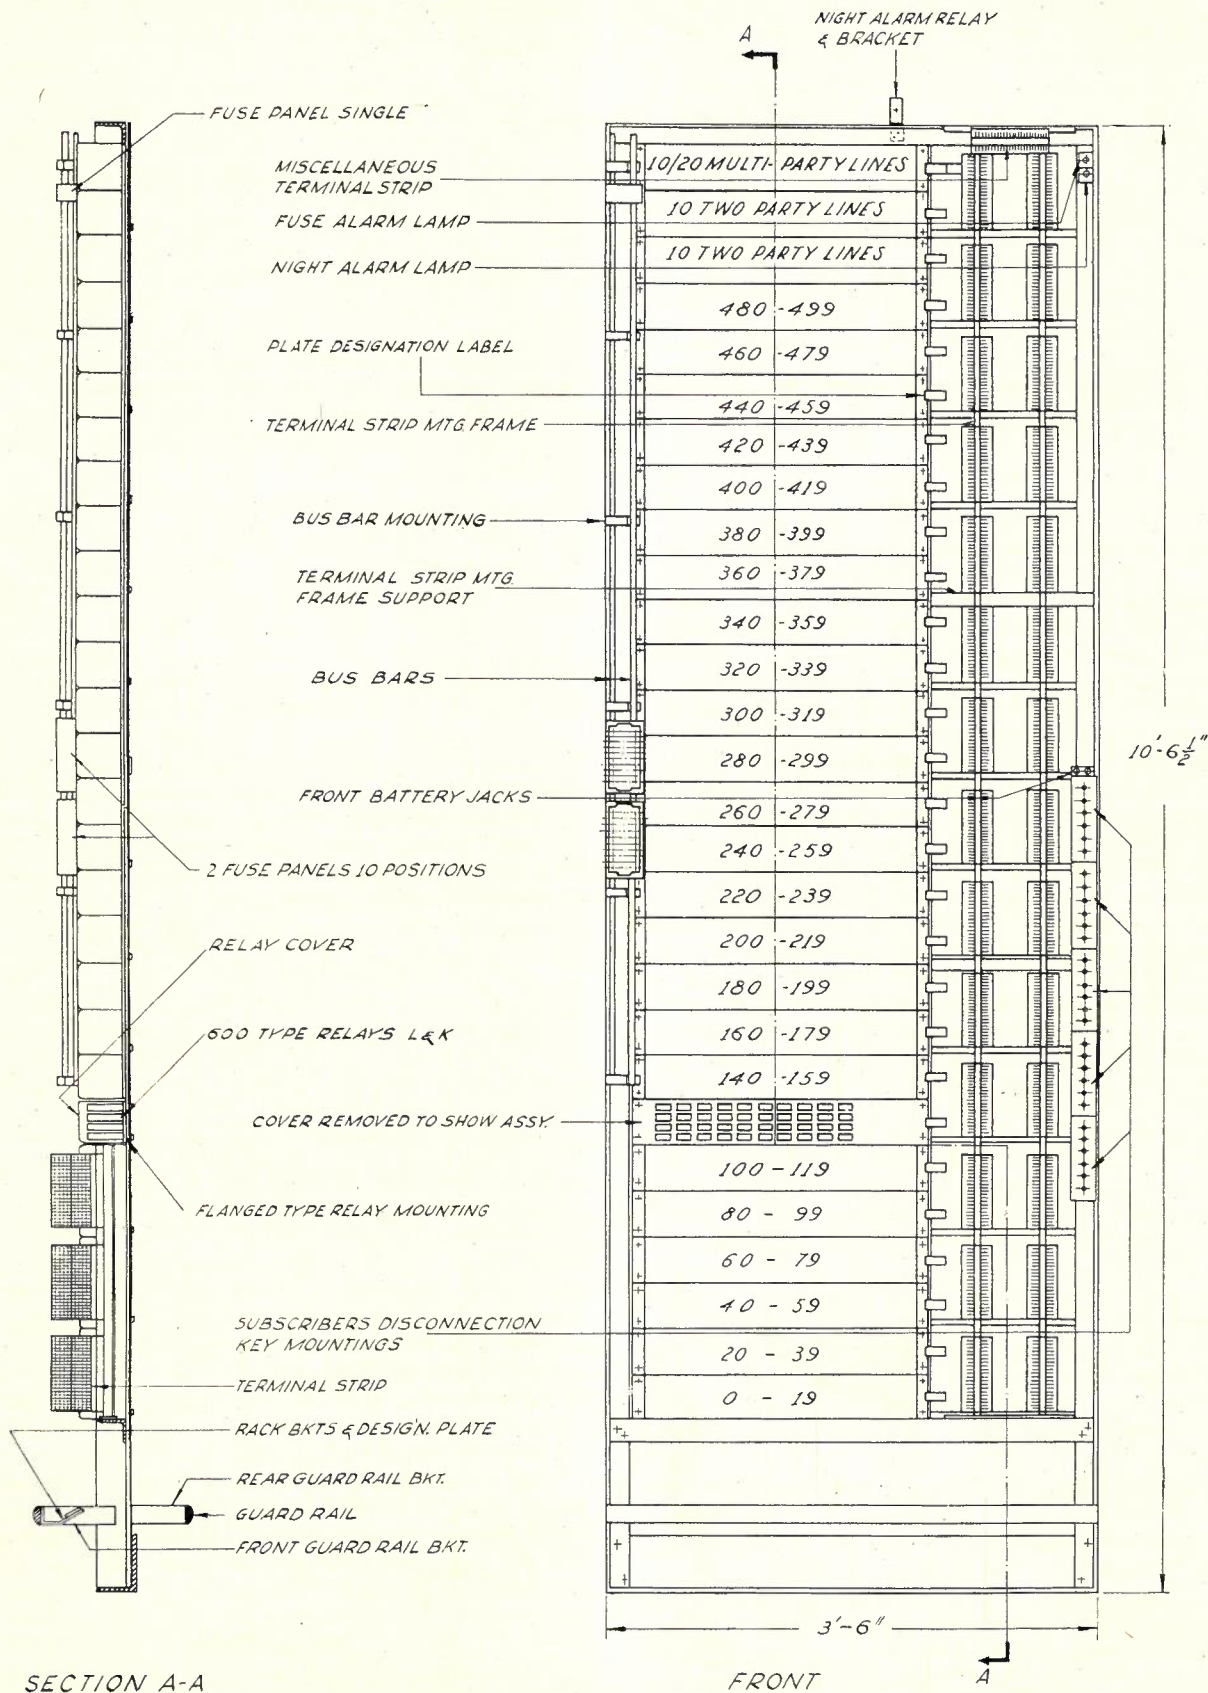 NIGHT ALARM RELAY
& BRACKET
A
FUSE PANEL SINGLE
MISCELLANEOUS
TERMINAL STRIP
FUSE ALARM LAMP
NIGHT ALARM LAMP
PLATE DESIGNATION LABEL
TERMINAL STRIP MTG. FRAME
BUS BAR MOUNTING
TERMINAL STRIP MTG.
FRAME SUPPORT
BUS BARS
FRONT BATTERY JACKS
2 FUSE PANELS 10 POSITIONS
RELAY COVER
600 TYPE RELAYS L&K
COVER REMOVED TO SHOW ASSY.
FLANGED TYPE RELAY MOUNTING
SUBSCRIBERS DISCONNECTION
KEY MOUNTINGS
TERMINAL STRIP
RACK BKTS & DESIG'N. PLATE
REAR GUARD RAIL BKT.
GUARD RAIL
FRONT GUARD RAIL BKT.
10/20 MULTI-PARTY LINES
10 TWO PARTY LINES
10 TWO PARTY LINES
480 -499
460 -479
440 -459
420 -439
400 -419
380 -399
360 -379
340 -359
320 -339
300 -319
280 -299
260 -279
240 -259
220 -239
200 -219
180 -199
160 -179
140 -159
100 - 119
80 - 99
60 - 79
40 - 59
20 - 39
0 - 19
10'-6½"
3'-6"
A
SECTION A-A
FRONT